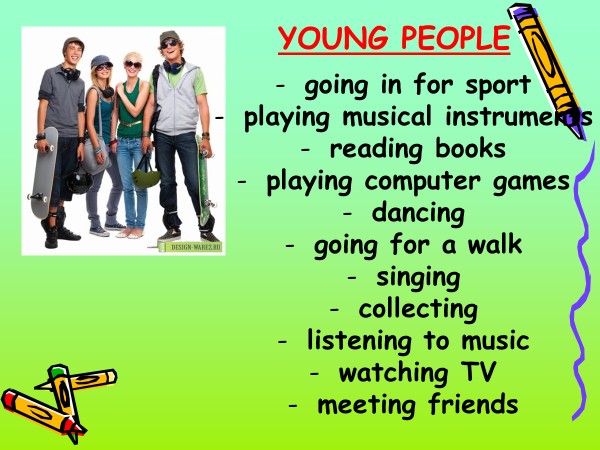 YOUNG PEOPLE
- going in for sport
- playing musical instruments
- reading books
- playing computer games
- dancing
- going for a walk
- singing
- collecting
- listening to music
- watching TV
- meeting friends
DESIGN-WAREZ.RU